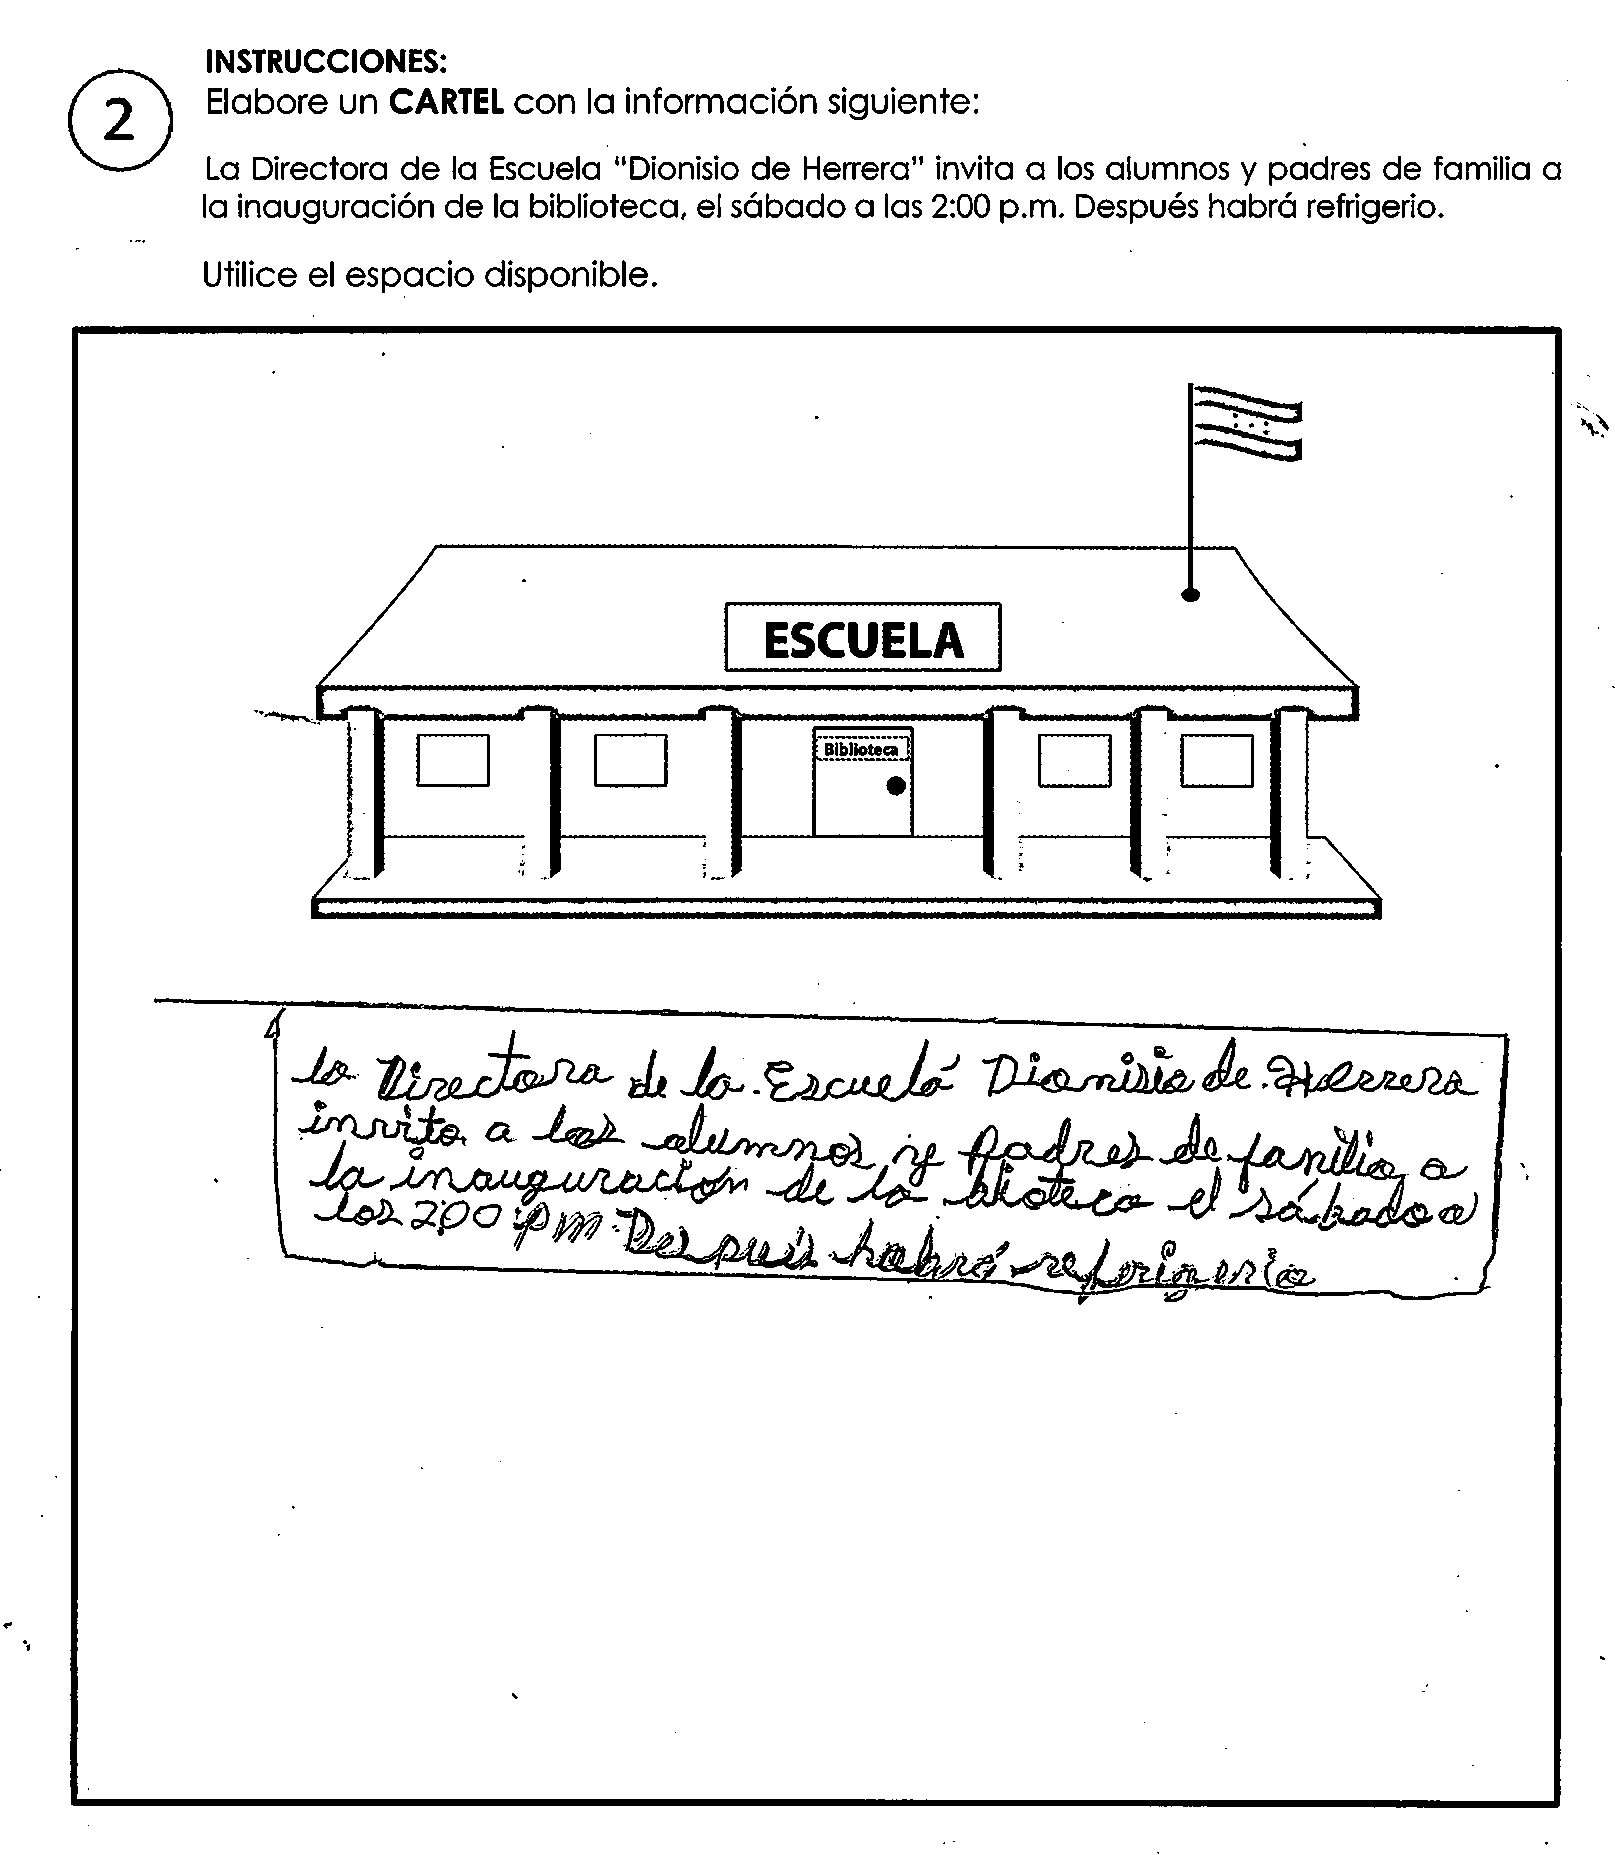 INSTRUCCIONES:
2
Elabore un CARTEL con la información siguiente:
La Directora de la Escuela "Dionisio de Herrera" invita a los alumnos y padres de familia a
la inauguración de la biblioteca, el sábado a las 2:00 p.m. Después habrá refrigerio.
Utilice el espacio disponible.
ESCUELA
Biblioteca
la Directora de la Escuelá Dionisio de Herrera
invita a los alumnos y padres de familia a
la inauguración de la blioteca el sábado a
las 2:00 pm. Después habrá refrigerio